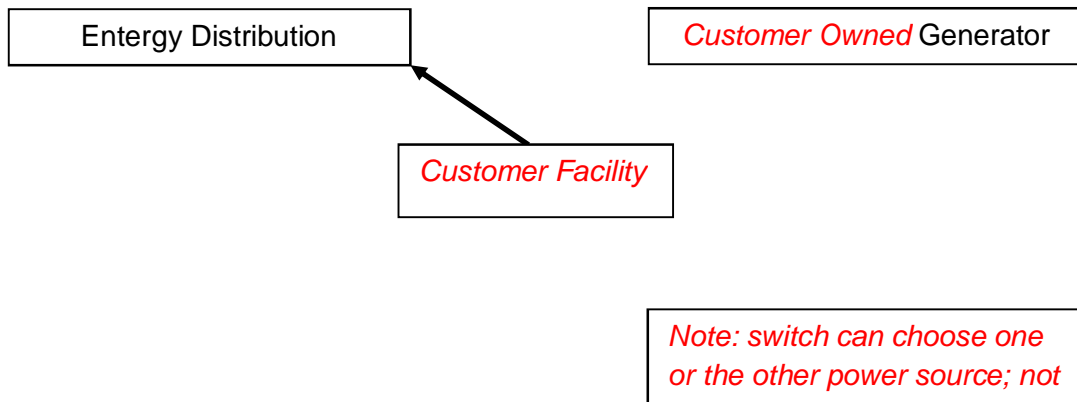 Entergy Distribution
Customer Owned Generator
Customer Facility
Note: switch can choose one
or the other power source; not